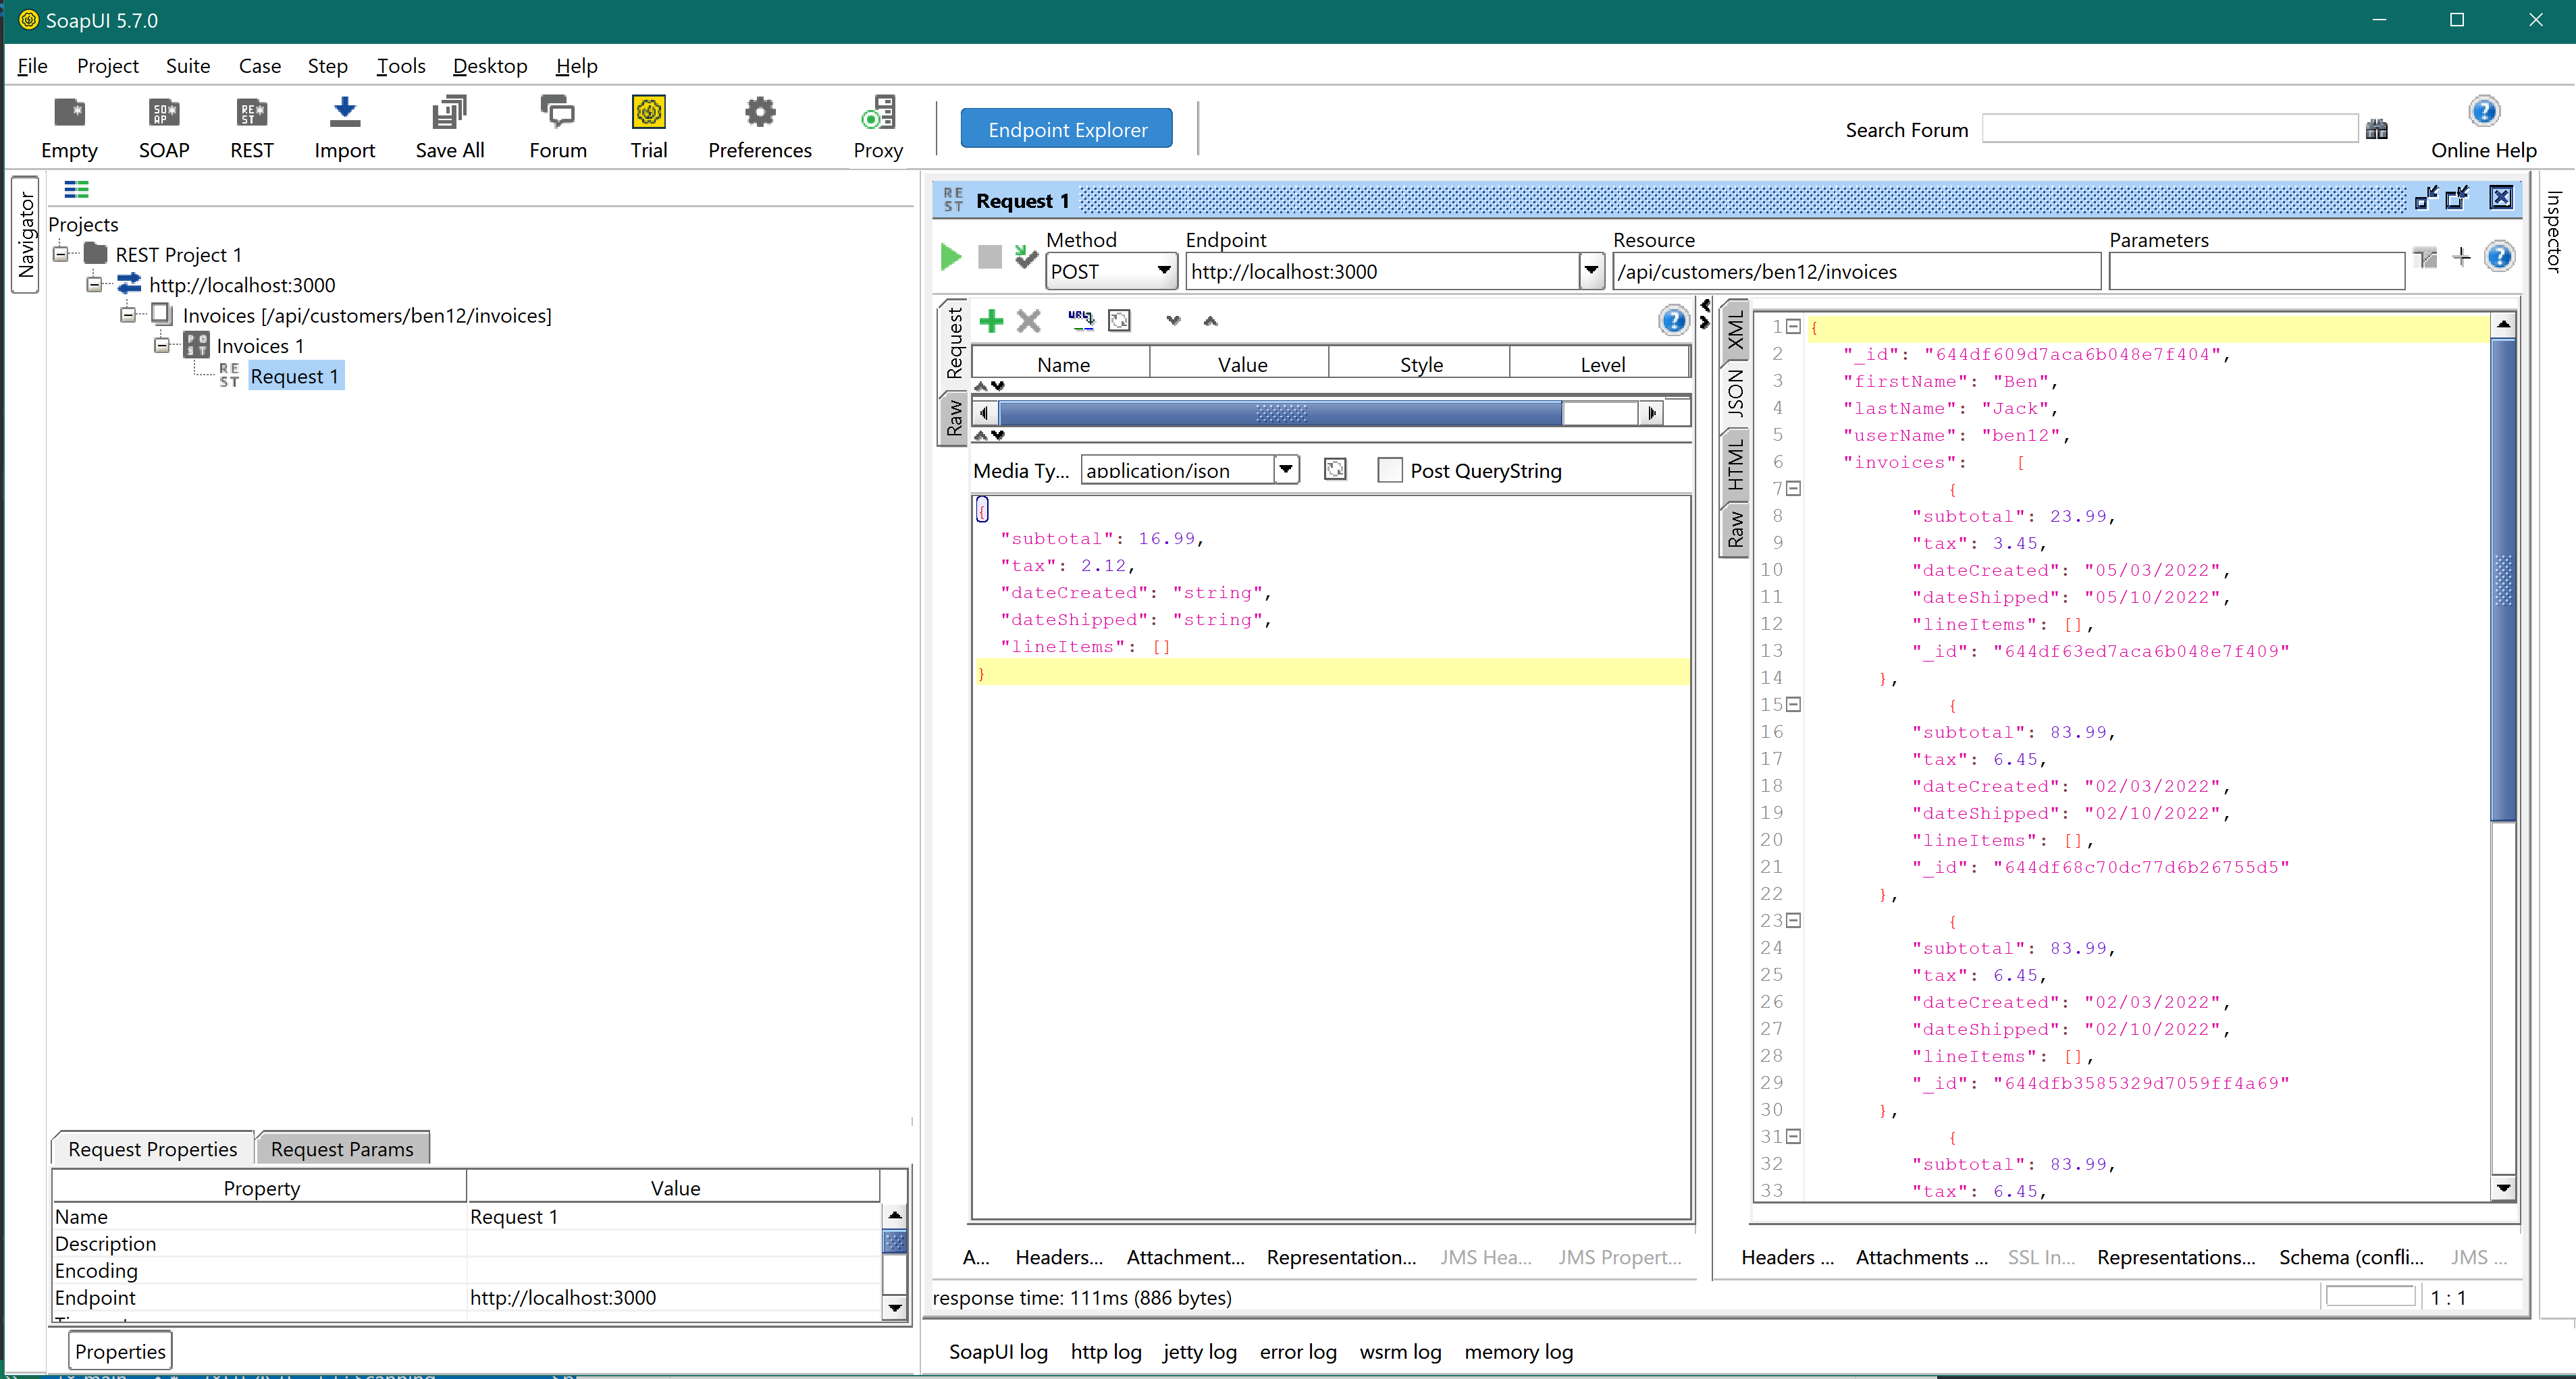 SoapUI 5.7.0
File Project Suite Case Step Tools Desktop Help
Empty SOAP REST Import Save All Forum Trial Preferences Proxy Endpoint Explorer Search Forum Online Help
Navigator
Projects
REST Project 1
http://localhost:3000
Invoices [/api/customers/ben12/invoices]
Invoices 1
Request 1
Request Properties Request Params
Property Value
Name Request 1
Description
Encoding
Endpoint http://localhost:3000
Properties
Request 1
Method Endpoint Resource Parameters
POST http://localhost:3000 /api/customers/ben12/invoices
Request
Raw
Name Value Style Level
Media Ty... application/json Post QueryString
{
"subtotal": 16.99,
"tax": 2.12,
"dateCreated": "string",
"dateShipped": "string",
"lineItems": []
}
A... Headers... Attachment... Representation... JMS Hea... JMS Propert...
XML
JSON
HTML
Raw
1 {
2 "_id": "644df609d7aca6b048e7f404",
3 "firstName": "Ben",
4 "lastName": "Jack",
5 "userName": "ben12",
6 "invoices": [
7 {
8 "subtotal": 23.99,
9 "tax": 3.45,
10 "dateCreated": "05/03/2022",
11 "dateShipped": "05/10/2022",
12 "lineItems": [],
13 "_id": "644df63ed7aca6b048e7f409"
14 },
15 {
16 "subtotal": 83.99,
17 "tax": 6.45,
18 "dateCreated": "02/03/2022",
19 "dateShipped": "02/10/2022",
20 "lineItems": [],
21 "_id": "644df68c70dc77d6b26755d5"
22 },
23 {
24 "subtotal": 83.99,
25 "tax": 6.45,
26 "dateCreated": "02/03/2022",
27 "dateShipped": "02/10/2022",
28 "lineItems": [],
29 "_id": "644dfb3585329d7059ff4a69"
30 },
31 {
32 "subtotal": 83.99,
33 "tax": 6.45,
Headers ... Attachments ... SSL In... Representations... Schema (confli... JMS ...
response time: 111ms (886 bytes) 1 : 1
SoapUI log http log jetty log error log wsrm log memory log
Inspector